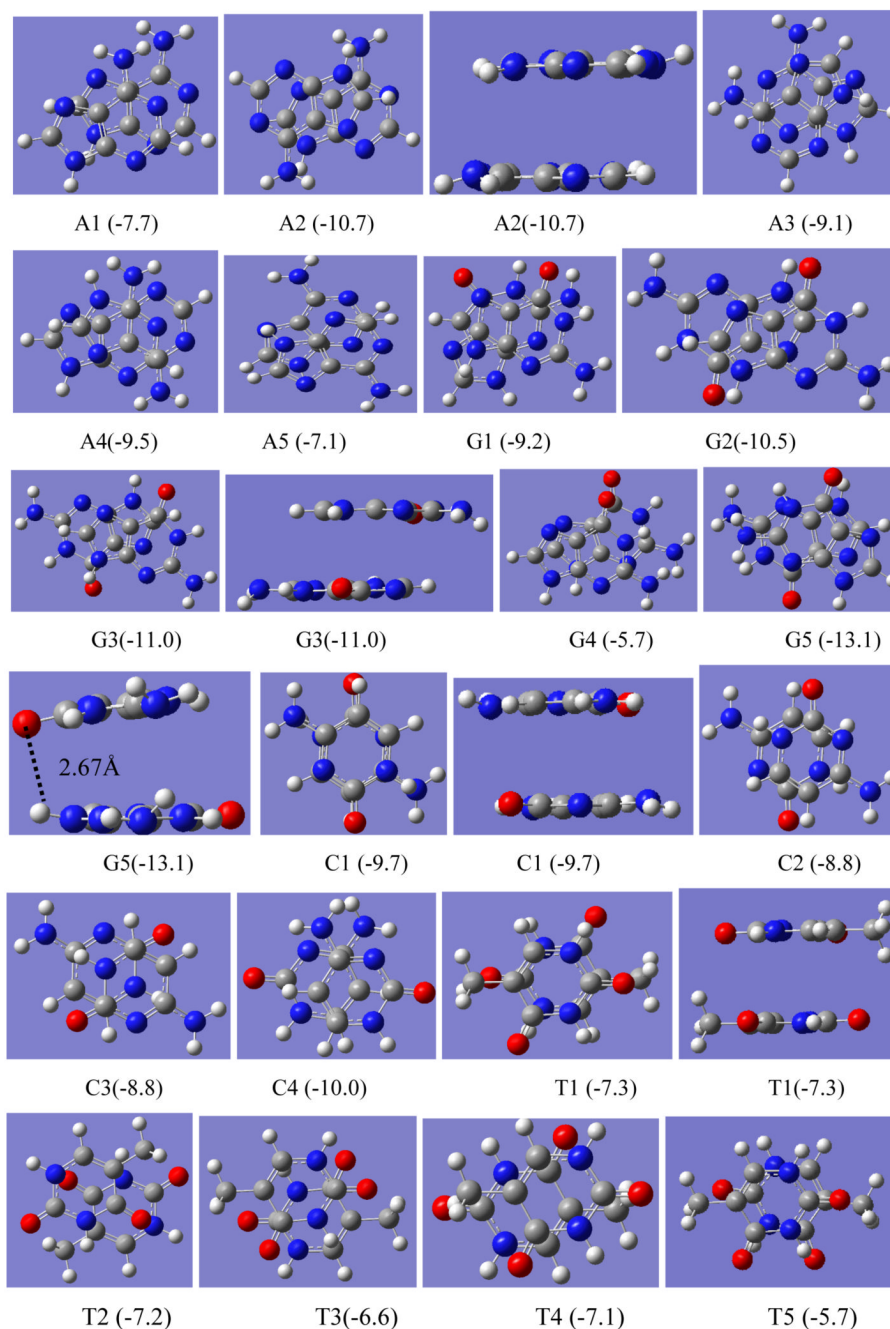 A1 (-7.7) A2 (-10.7) A2(-10.7) A3 (-9.1)
A4(-9.5) A5 (-7.1) G1 (-9.2) G2(-10.5)
G3(-11.0) G3(-11.0) G4(-5.7) G5 (-13.1)
2.67Å
G5(-13.1) C1 (-9.7) C1 (-9.7) C2 (-8.8)
C3(-8.8) C4 (-10.0) T1 (-7.3) T1(-7.3)
T2 (-7.2) T3(-6.6) T4 (-7.1) T5 (-5.7)